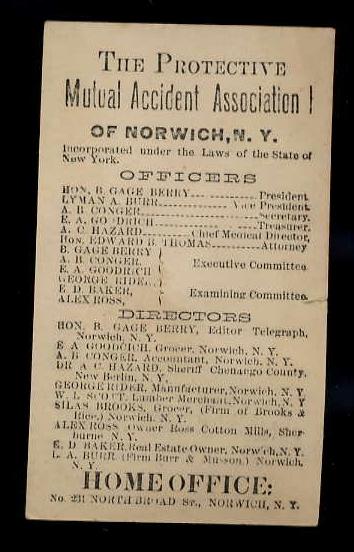 THE PROTECTIVE
Mutual Accident Association!
OF NORWICH, N. Y.
Incorporated under the Laws of the State of
New York.
OFFICERS
HON. B. GAGE BERRY President
LYMAN A. BURR Vice President
A. B. CONGER Secretary.
E. A. GOODRICH Treasurer.
A. C. HAZARD Chief Medical Director,
HON. EDWARD B. THOMAS Attorney
B. GAGE BERRY
A. B. CONGER.
E. A. GOODRICH
Executive Committee
GEORGE RIDER,
E. D. BAKER,
ALEX ROSS,
Examining Committee
DIRECTORS
HON. B. GAGE BERRY, Editor Telegraph,
Norwich, N. Y.
E A GOODRICH. Grocer, Norwich. N. Y.
A. B CONGER, Accountant, Norwich. N. Y.
DR A C. HAZARD, Sheriff Chenango County,
New Berlin, N. Y.
GEORGE RIDER, Manufacturer, Norwich, N. Y
W. L SCOTT. Lumber Merchant, Norwich, N. Y
SILAS BROOKS, Grocer, (Firm of Brooks &
Rice,) Norwich, N. Y.
ALEX ROSS, Owner Ross Cotton Mills, Sher-
burne N. Y.
E. D. BAKER, Real Estate Owner, Norwich, N. Y.
L. A. BURR (Firm Burr & Musson,) Norwich,
N. Y.
HOME OFFICE:
No. 231 NORTH BROAD ST., NORWICH, N. Y.